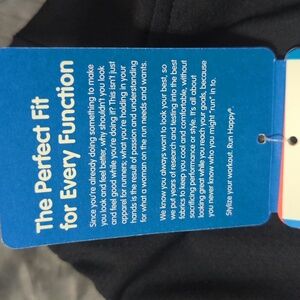 The Perfect Fit
for Every Function
Since you're already doing something to make
you look and feel better, why shouldn't you look
and feel good while you're doing it? This isn't just
apparel for runners, what you're holding in your
hands is the result of passion and understanding
for what a woman on the run needs and wants.
We know you always want to look your best, so
we put years of research and testing into the best
fabrics to keep you cool and comfortable, without
sacrificing performance or style. It's all about
looking great while you reach your goals, because
you never know who you might "run" in to.
Stylize your workout. Run Happy®.